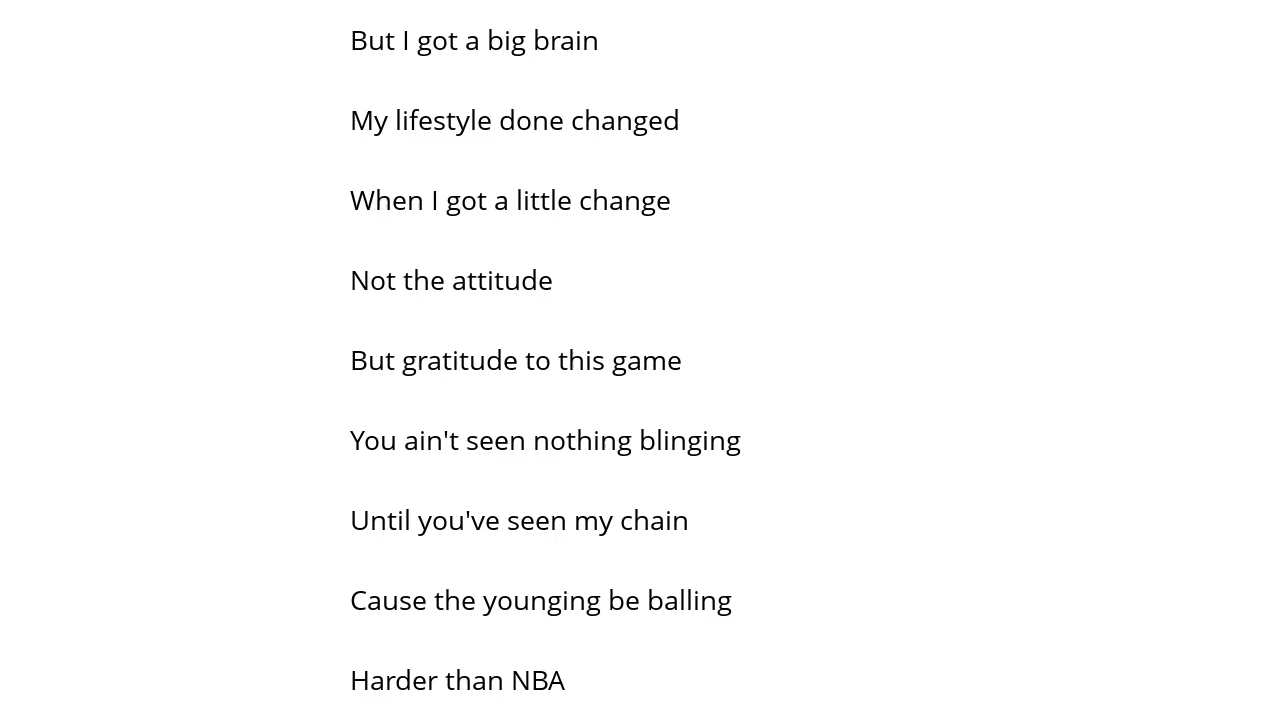 But I got a big brain
My lifestyle done changed
When I got a little change
Not the attitude
But gratitude to this game
You ain't seen nothing blinging
Until you've seen my chain
Cause the younging be balling
Harder than NBA